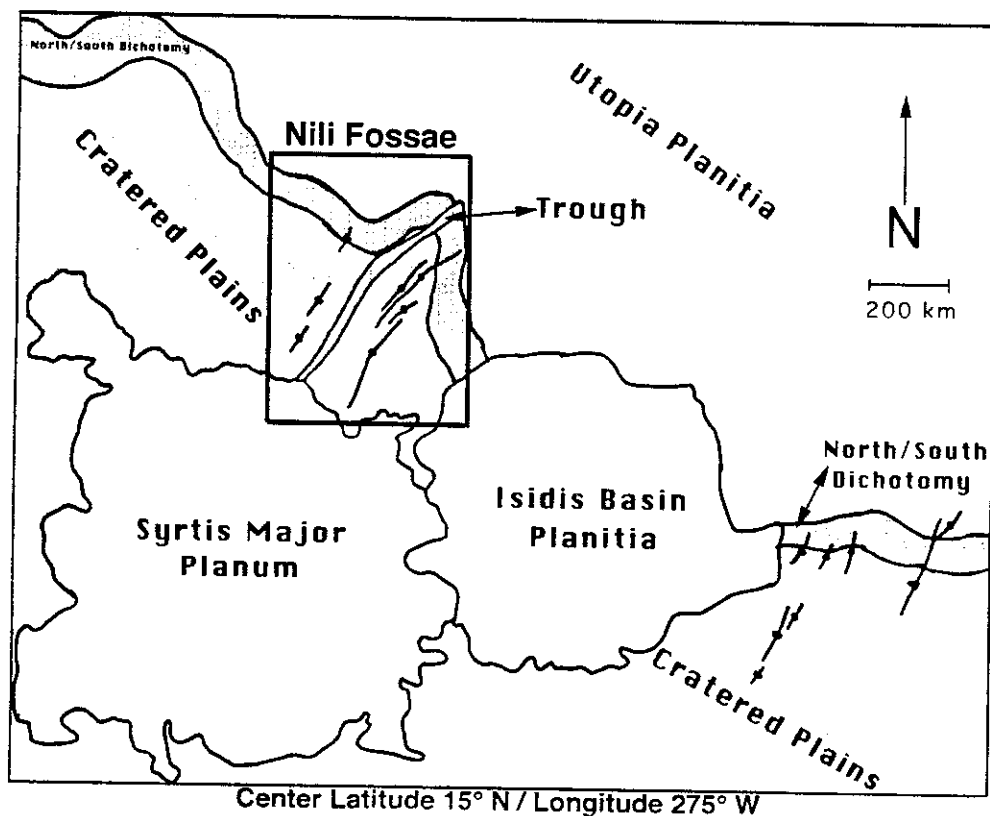 North/South Dichotomy
Utopia Planitia
Nili Fossae
Cratered Plains
Trough
N
200 km
North/South
Dichotomy
Isidis Basin
Planitia
Syrtis Major
Planum
Cratered Plains
Center Latitude 15° N / Longitude 275° W